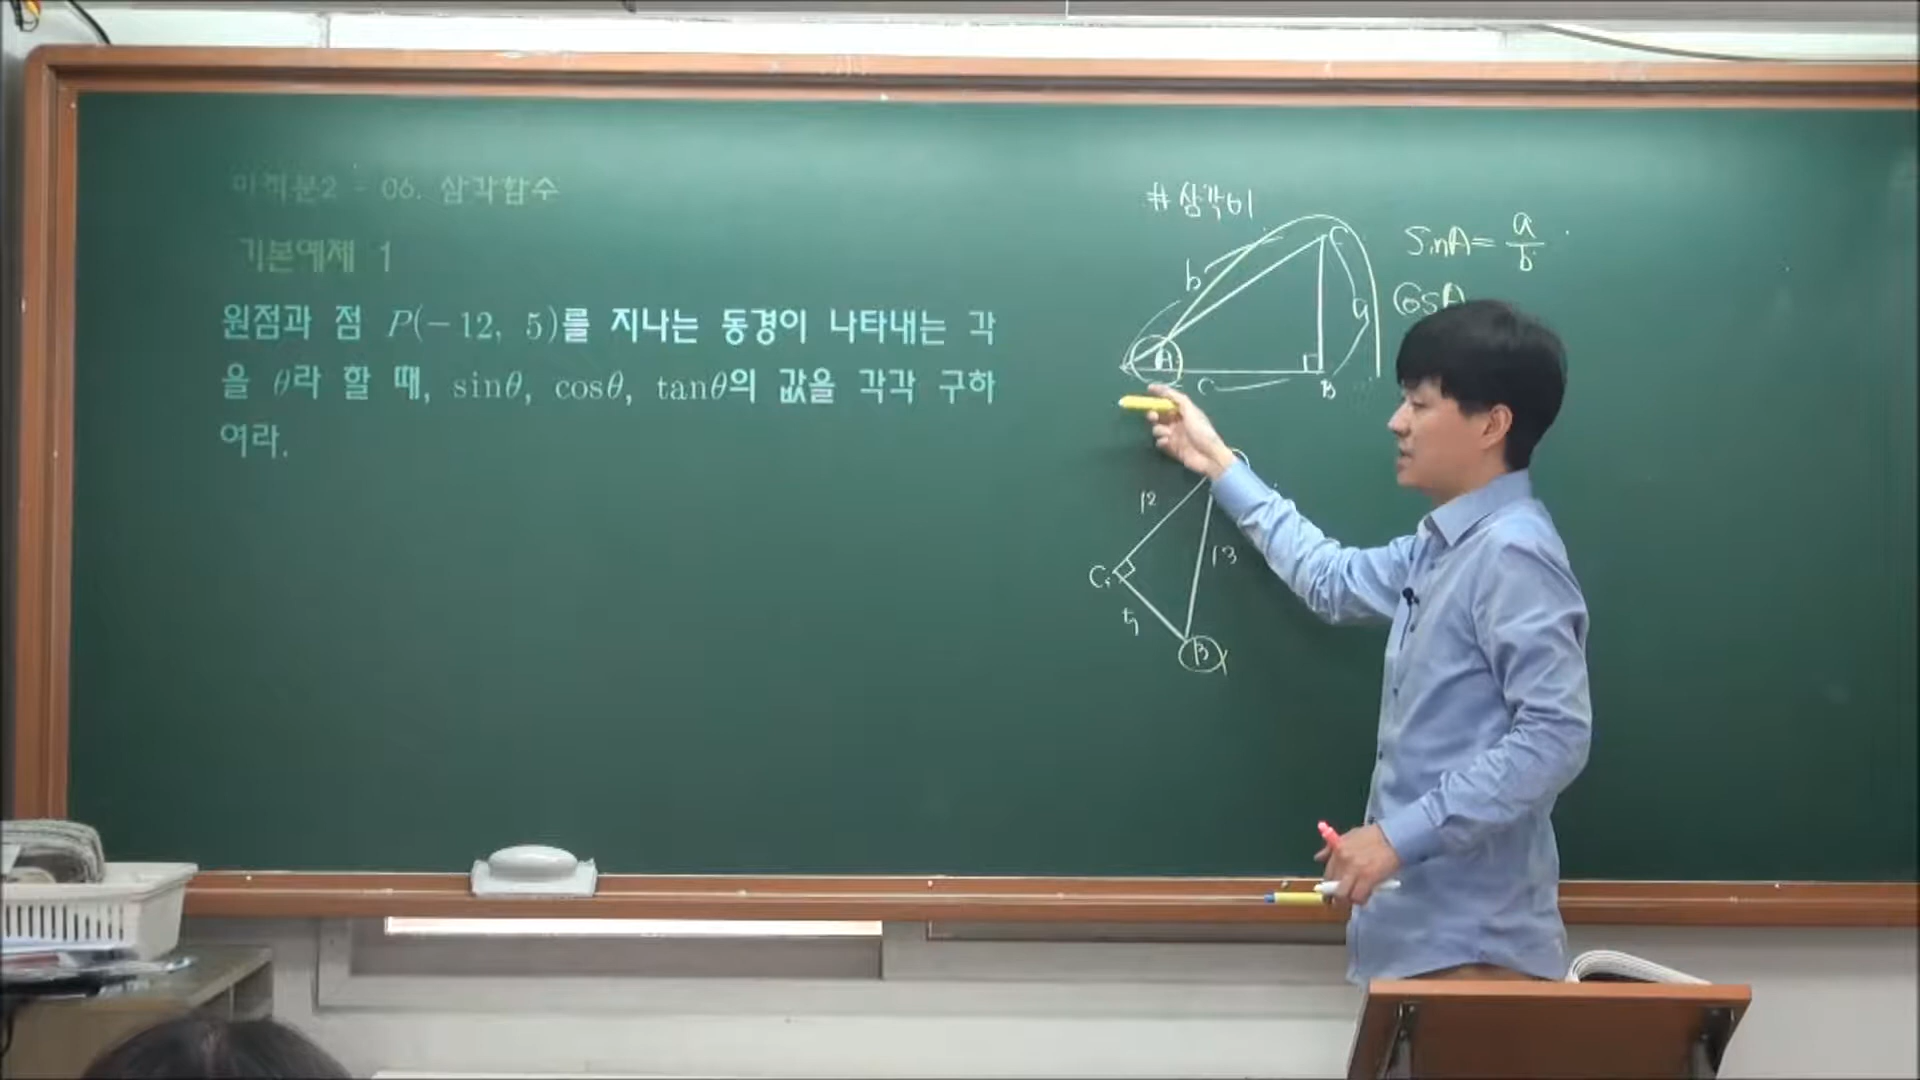 미적분2 - 06. 삼각함수
기본예제 1
원점과 점 P(-12, 5)를 지나는 동경이 나타내는 각
을 θ라 할 때, sinθ, cosθ, tanθ의 값을 각각 구하
여라.
#삼각비
C
b
a
A
c
B
SinA= a/b
CosA
12
13
C
5
B